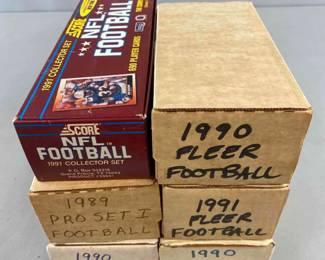 SCORE
1991 COLLECTOR SET
NFL
FOOTBALL
690 PLAYER CARDS
SCORE
NFL
FOOTBALL
1991 COLLECTOR SET
1990
FLEER
FOOTBALL
1989
PRO SET I
FOOTBALL
1991
FLEER
FOOTBALL
1990
1990